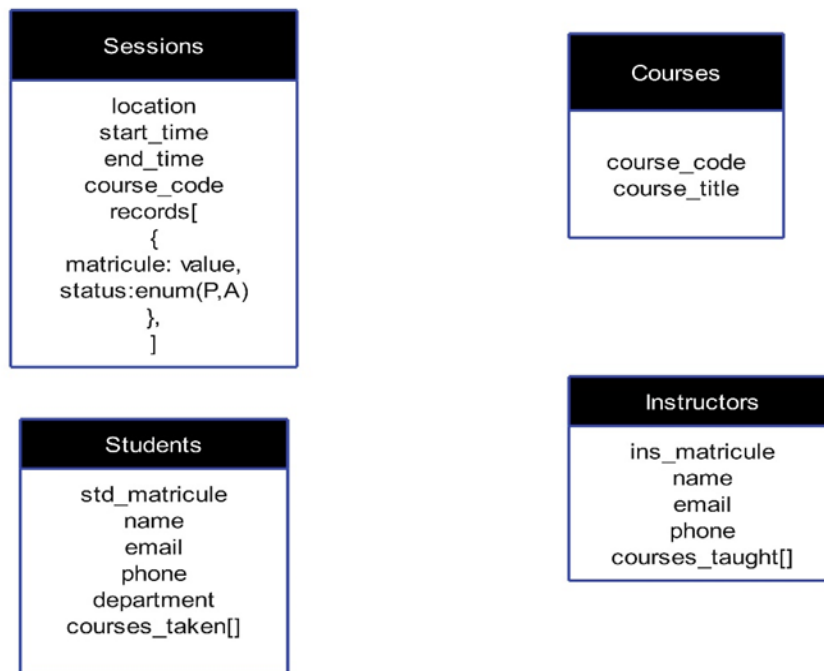 Sessions
location
start_time
end_time
course_code
records[
{
matricule: value,
status:enum(P,A)
},
]
Courses
course_code
course_title
Students
std_matricule
name
email
phone
department
courses_taken[]
Instructors
ins_matricule
name
email
phone
courses_taught[]